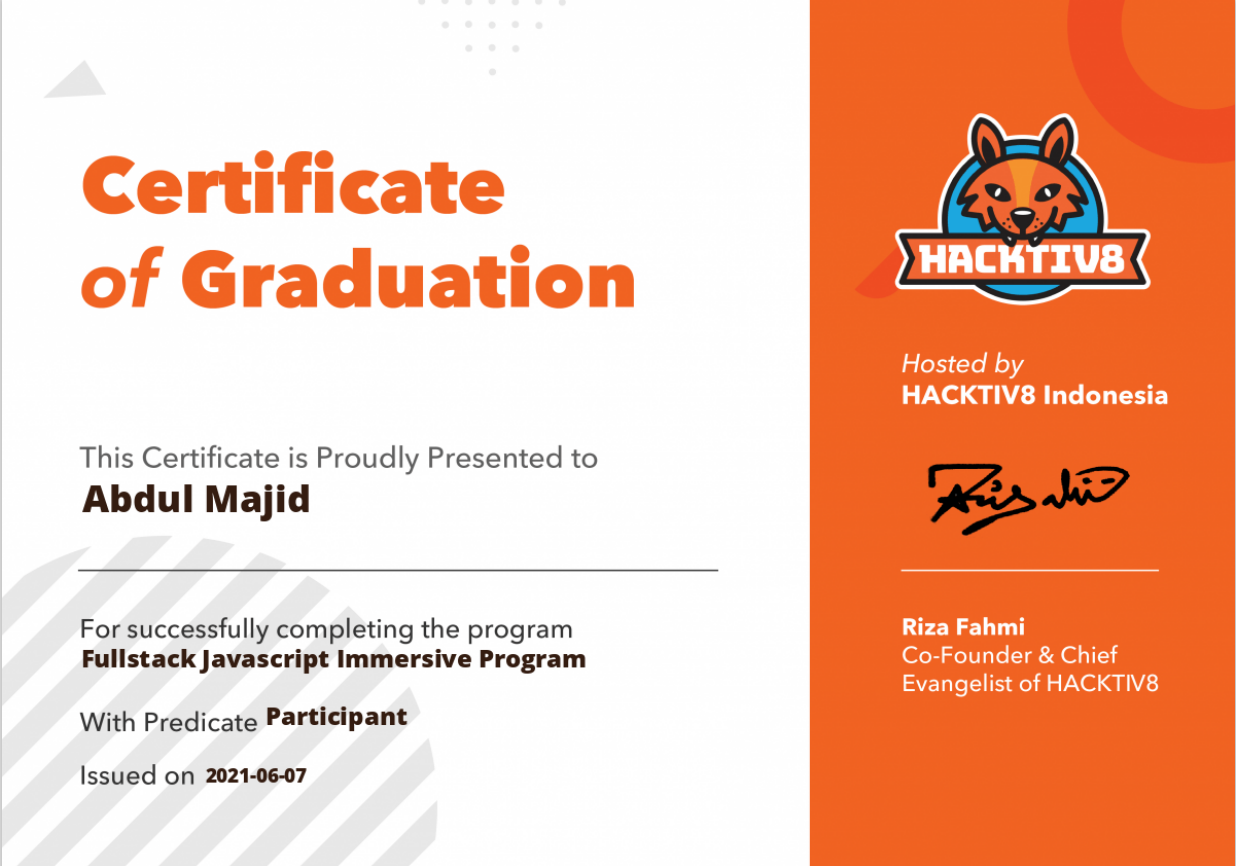 Certificate
of Graduation
This Certificate is Proudly Presented to
Abdul Majid
For successfully completing the program
Fullstack Javascript Immersive Program
With Predicate Participant
Issued on 2021-06-07
HACKTIV8
Hosted by
HACKTIV8 Indonesia
Riza Fahmi
Co-Founder & Chief
Evangelist of HACKTIV8